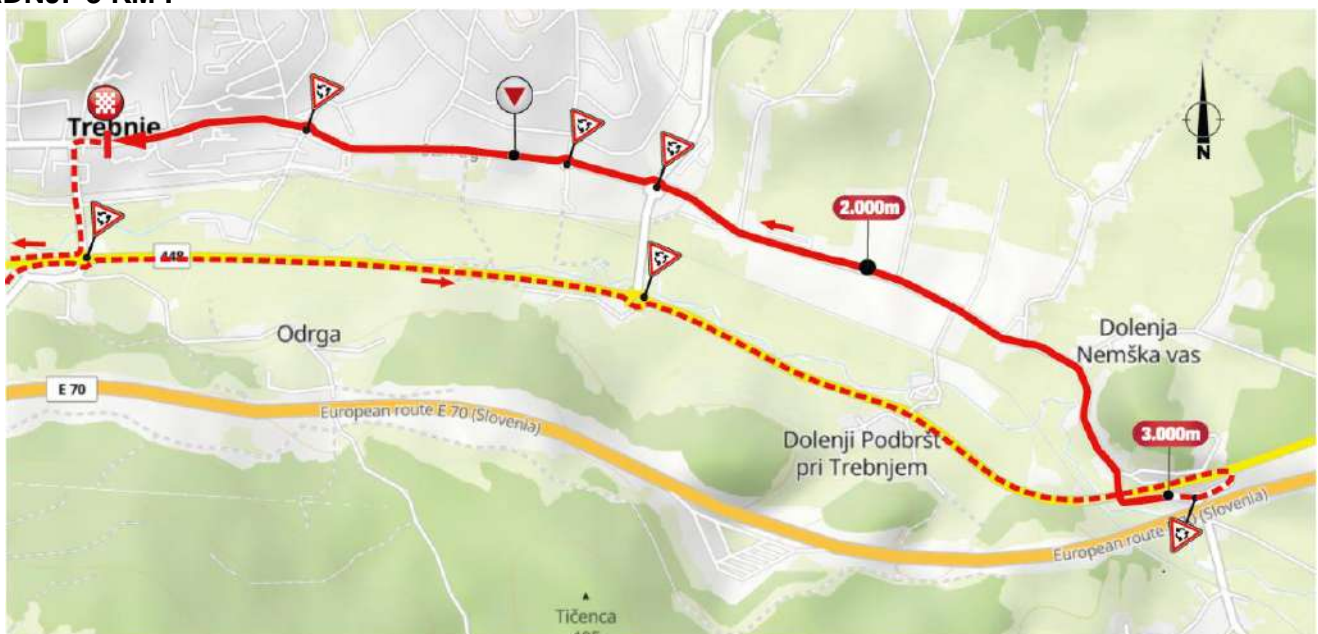 Trebnje
2.000m
N
448
Odrga
Dolenja
Nemška vas
E 70
European route E 70 (Slovenia)
Dolenji Podbršt
pri Trebnjem
3.000m
European route E 70 (Slovenia)
Tičenca